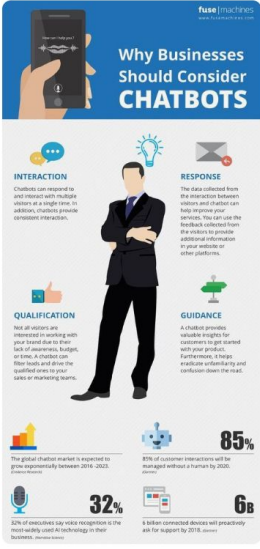 fuse|machines
www.fusemachines.com
How can I help you?
Why Businesses
Should Consider
CHATBOTS
INTERACTION
Chatbots can respond to
and interact with multiple
visitors at a single time. In
addition, chatbots provide
consistent interaction.
RESPONSE
The data collected from
the interaction between
visitors and chatbot can
help improve your
services. You can use the
feedback collected from
the visitors to provide
additional information
in your website or
other platforms.
QUALIFICATION
Not all visitors are
interested in working with
your brand due to their
lack of awareness, budget,
or time. A chatbot can
filter leads and drive the
qualified ones to your
sales or marketing teams.
GUIDANCE
A chatbot provides
valuable insights for
customers to get started
with your product.
Furthermore, it helps
eradicate unfamiliarity and
confusion down the road.
The global chatbot market is expected to
grow exponentially between 2016 -2023.
85%
85% of customer interactions will be
managed without a human by 2020.
32%
32% of executives say voice recognition is the
most-widely used AI technology in their
business.
6B
6 billion connected devices will proactively
ask for support by 2018.